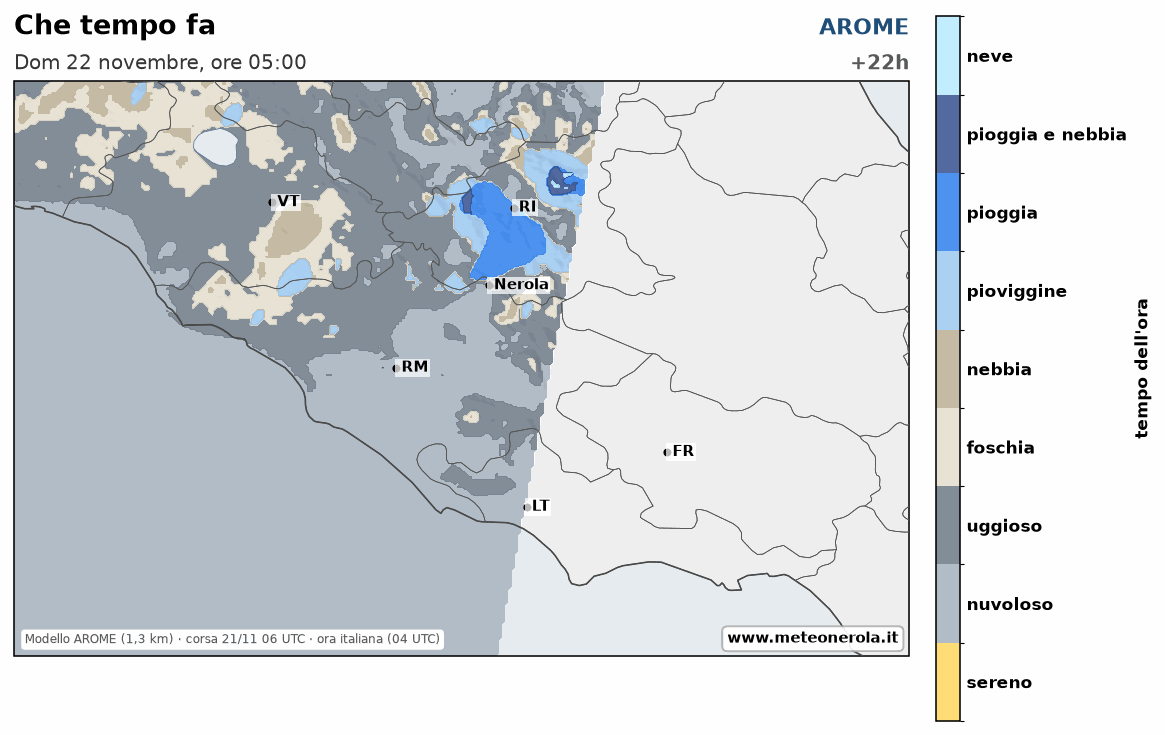 Che tempo fa
AROME
Dom 22 novembre, ore 05:00
+22h
VT
RI
Nerola
RM
FR
LT
Modello AROME (1,3 km) · corsa 21/11 06 UTC · ora italiana (04 UTC)
www.meteonerola.it
neve
pioggia e nebbia
pioggia
pioviggine
nebbia
foschia
uggioso
nuvoloso
sereno
tempo dell'ora